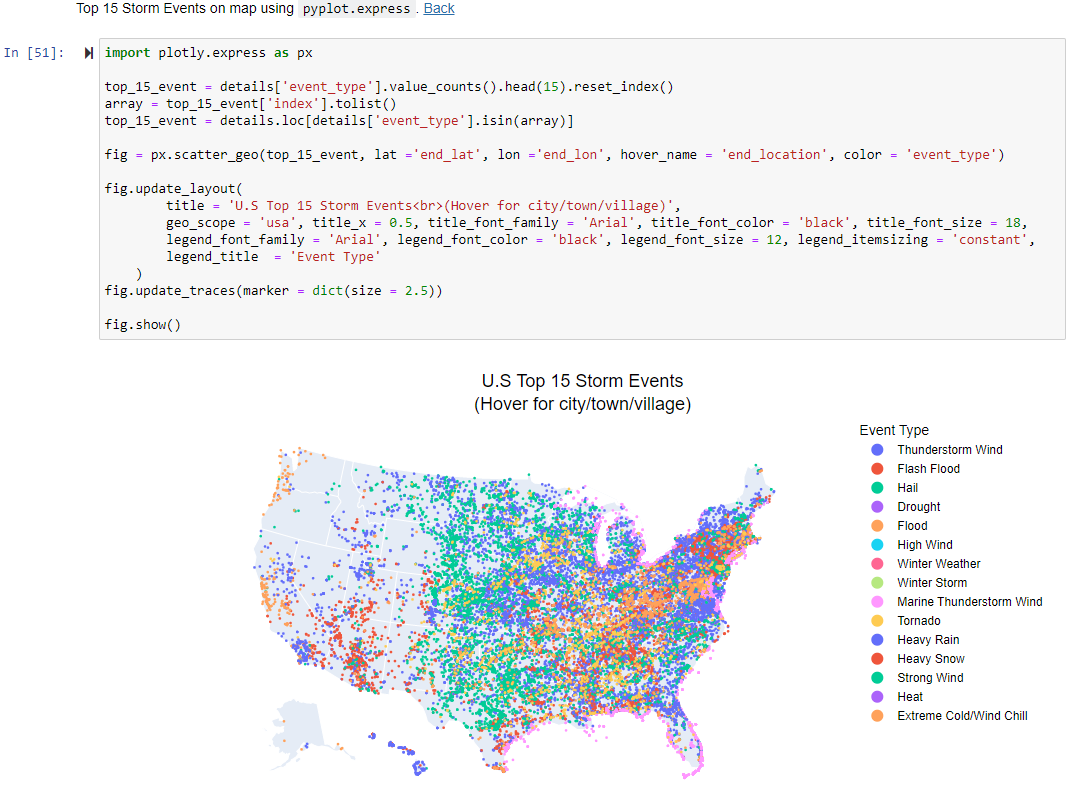 Top 15 Storm Events on map using pyplot.express . Back
In [51]:
import plotly.express as px
top_15_event = details['event_type'].value_counts().head(15).reset_index()
array = top_15_event['index'].tolist()
top_15_event = details.loc[details['event_type'].isin(array)]
fig = px.scatter_geo(top_15_event, lat ='end_lat', lon ='end_lon', hover_name = 'end_location', color = 'event_type')
fig.update_layout(
title = 'U.S Top 15 Storm Events<br>(Hover for city/town/village)',
geo_scope = 'usa', title_x = 0.5, title_font_family = 'Arial', title_font_color = 'black', title_font_size = 18,
legend_font_family = 'Arial', legend_font_color = 'black', legend_font_size = 12, legend_itemsizing = 'constant',
legend_title  = 'Event Type'
)
fig.update_traces(marker = dict(size = 2.5))
fig.show()
U.S Top 15 Storm Events
(Hover for city/town/village)
Event Type
Thunderstorm Wind
Flash Flood
Hail
Drought
Flood
High Wind
Winter Weather
Winter Storm
Marine Thunderstorm Wind
Tornado
Heavy Rain
Heavy Snow
Strong Wind
Heat
Extreme Cold/Wind Chill